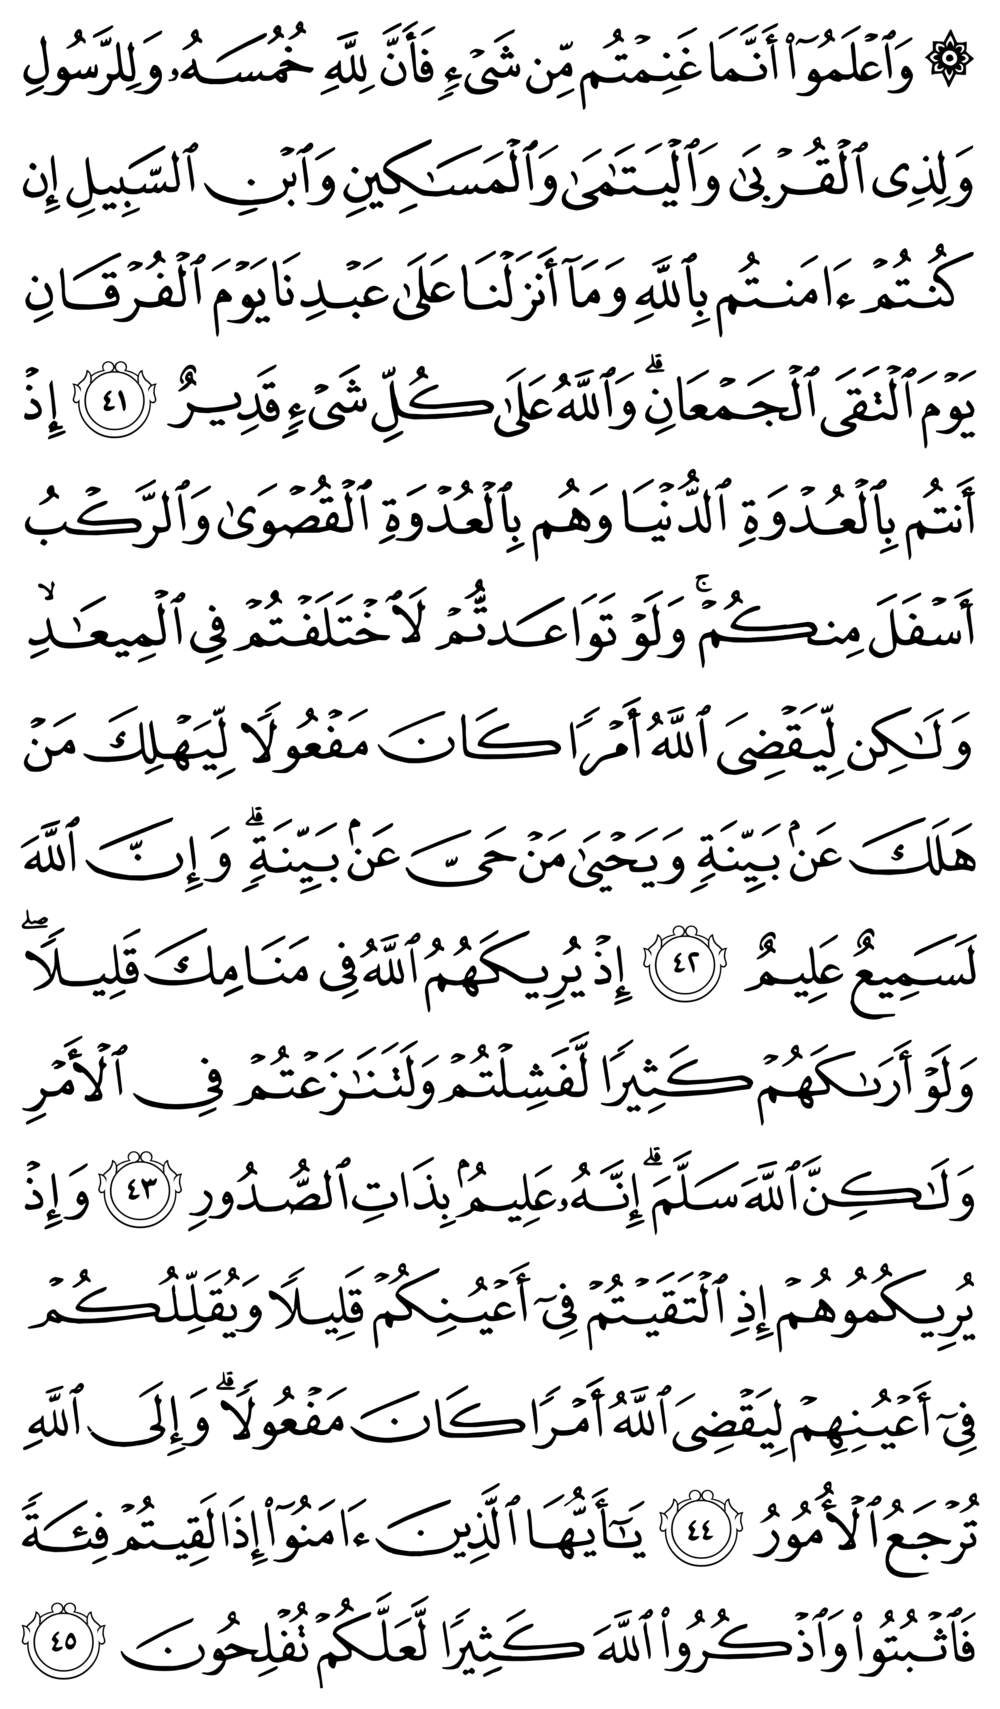 ۞ وَٱعۡلَمُوٓاْ أَنَّمَا غَنِمۡتُم مِّن شَيۡءٖ فَأَنَّ لِلَّهِ خُمُسَهُۥ وَلِلرَّسُولِ
وَلِذِي ٱلۡقُرۡبَىٰ وَٱلۡيَتَٰمَىٰ وَٱلۡمَسَٰكِينِ وَٱبۡنِ ٱلسَّبِيلِ إِن
كُنتُمۡ ءَامَنتُم بِٱللَّهِ وَمَآ أَنزَلۡنَا عَلَىٰ عَبۡدِنَا يَوۡمَ ٱلۡفُرۡقَانِ
يَوۡمَ ٱلۡتَقَى ٱلۡجَمۡعَانِۗ وَٱللَّهُ عَلَىٰ كُلِّ شَيۡءٖ قَدِيرٌ ٤١ إِذۡ
أَنتُم بِٱلۡعُدۡوَةِ ٱلدُّنۡيَا وَهُم بِٱلۡعُدۡوَةِ ٱلۡقُصۡوَىٰ وَٱلرَّكۡبُ
أَسۡفَلَ مِنكُمۡۚ وَلَوۡ تَوَاعَدتُّمۡ لَٱخۡتَلَفۡتُمۡ فِي ٱلۡمِيعَٰدِ ۙ
وَلَٰكِن لِّيَقۡضِيَ ٱللَّهُ أَمۡرٗا كَانَ مَفۡعُولٗا لِّيَهۡلِكَ مَنۡ
هَلَكَ عَنۢ بَيِّنَةٖ وَيَحۡيَىٰ مَنۡ حَيَّ عَنۢ بَيِّنَةٖۗ وَإِنَّ ٱللَّهَ
لَسَمِيعٌ عَلِيمٌ ٤٢ إِذۡ يُرِيكَهُمُ ٱللَّهُ فِي مَنَامِكَ قَلِيلٗاۖ
وَلَوۡ أَرَىٰكَهُمۡ كَثِيرٗا لَّفَشِلۡتُمۡ وَلَتَنَٰزَعۡتُمۡ فِي ٱلۡأَمۡرِ
وَلَٰكِنَّ ٱللَّهَ سَلَّمَۗ إِنَّهُۥ عَلِيمُۢ بِذَاتِ ٱلصُّدُورِ ٤٣ وَإِذۡ
يُرِيكُمُوهُمۡ إِذِ ٱلۡتَقَيۡتُمۡ فِيٓ أَعۡيُنِكُمۡ قَلِيلٗا وَيُقَلِّلُكُمۡ
فِيٓ أَعۡيُنِهِمۡ لِيَقۡضِيَ ٱللَّهُ أَمۡرٗا كَانَ مَفۡعُولٗاۗ وَإِلَى ٱللَّهِ
تُرۡجَعُ ٱلۡأُمُورُ ٤٤ يَٰٓأَيُّهَا ٱلَّذِينَ ءَامَنُوٓاْ إِذَا لَقِيتُمۡ فِئَةٗ
فَٱثۡبُتُواْ وَٱذۡكُرُواْ ٱللَّهَ كَثِيرٗا لَّعَلَّكُمۡ تُفۡلِحُونَ ٤٥